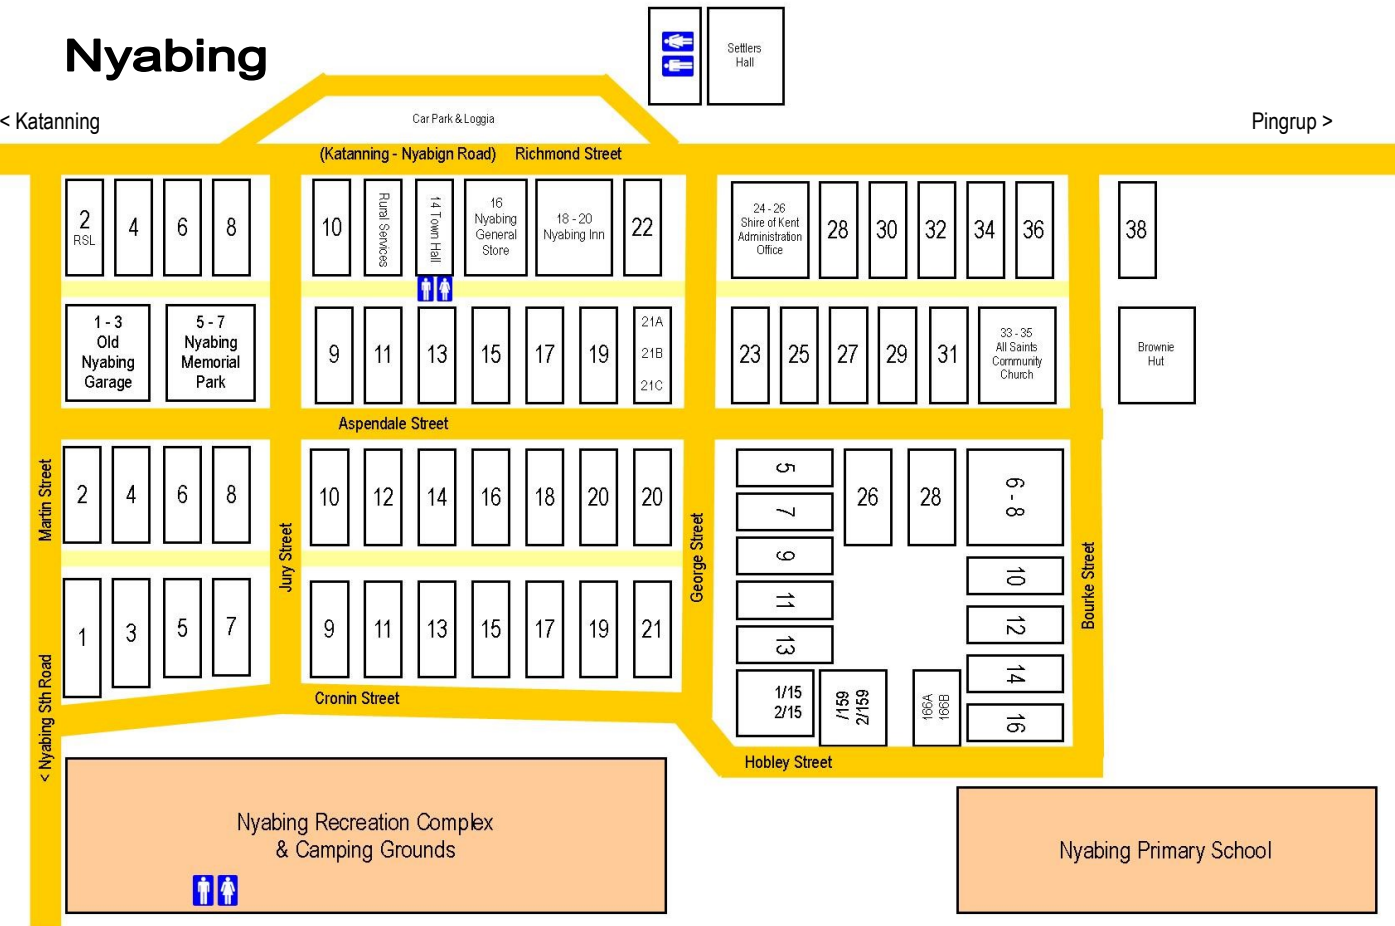 Nyabing
Settlers
Hall
< Katanning
Car Park & Loggia
Pingrup >
(Katanning - Nyabign Road) Richmond Street
2
RSL
4
6
8
10
Rural Services
14 Town Hall
16
Nyabing
General
Store
18 - 20
Nyabing Inn
22
24 - 26
Shire of Kent
Administration
Office
28
30
32
34
36
38
1 - 3
Old
Nyabing
Garage
5 - 7
Nyabing
Memorial
Park
9
11
13
15
17
19
21A
21B
21C
23
25
27
29
31
33 - 35
All Saints
Community
Church
Brownie
Hut
Aspendale Street
Martin Street
2
4
6
8
Jury Street
10
12
14
16
18
20
20
George Street
5
7
9
11
13
26
28
6 - 8
10
12
14
16
Bourke Street
1
3
5
7
9
11
13
15
17
19
21
1/15
2/15
/159
2/159
166A
166B
Cronin Street
< Nyabing Sth Road
Hobley Street
Nyabing Recreation Complex
& Camping Grounds
Nyabing Primary School